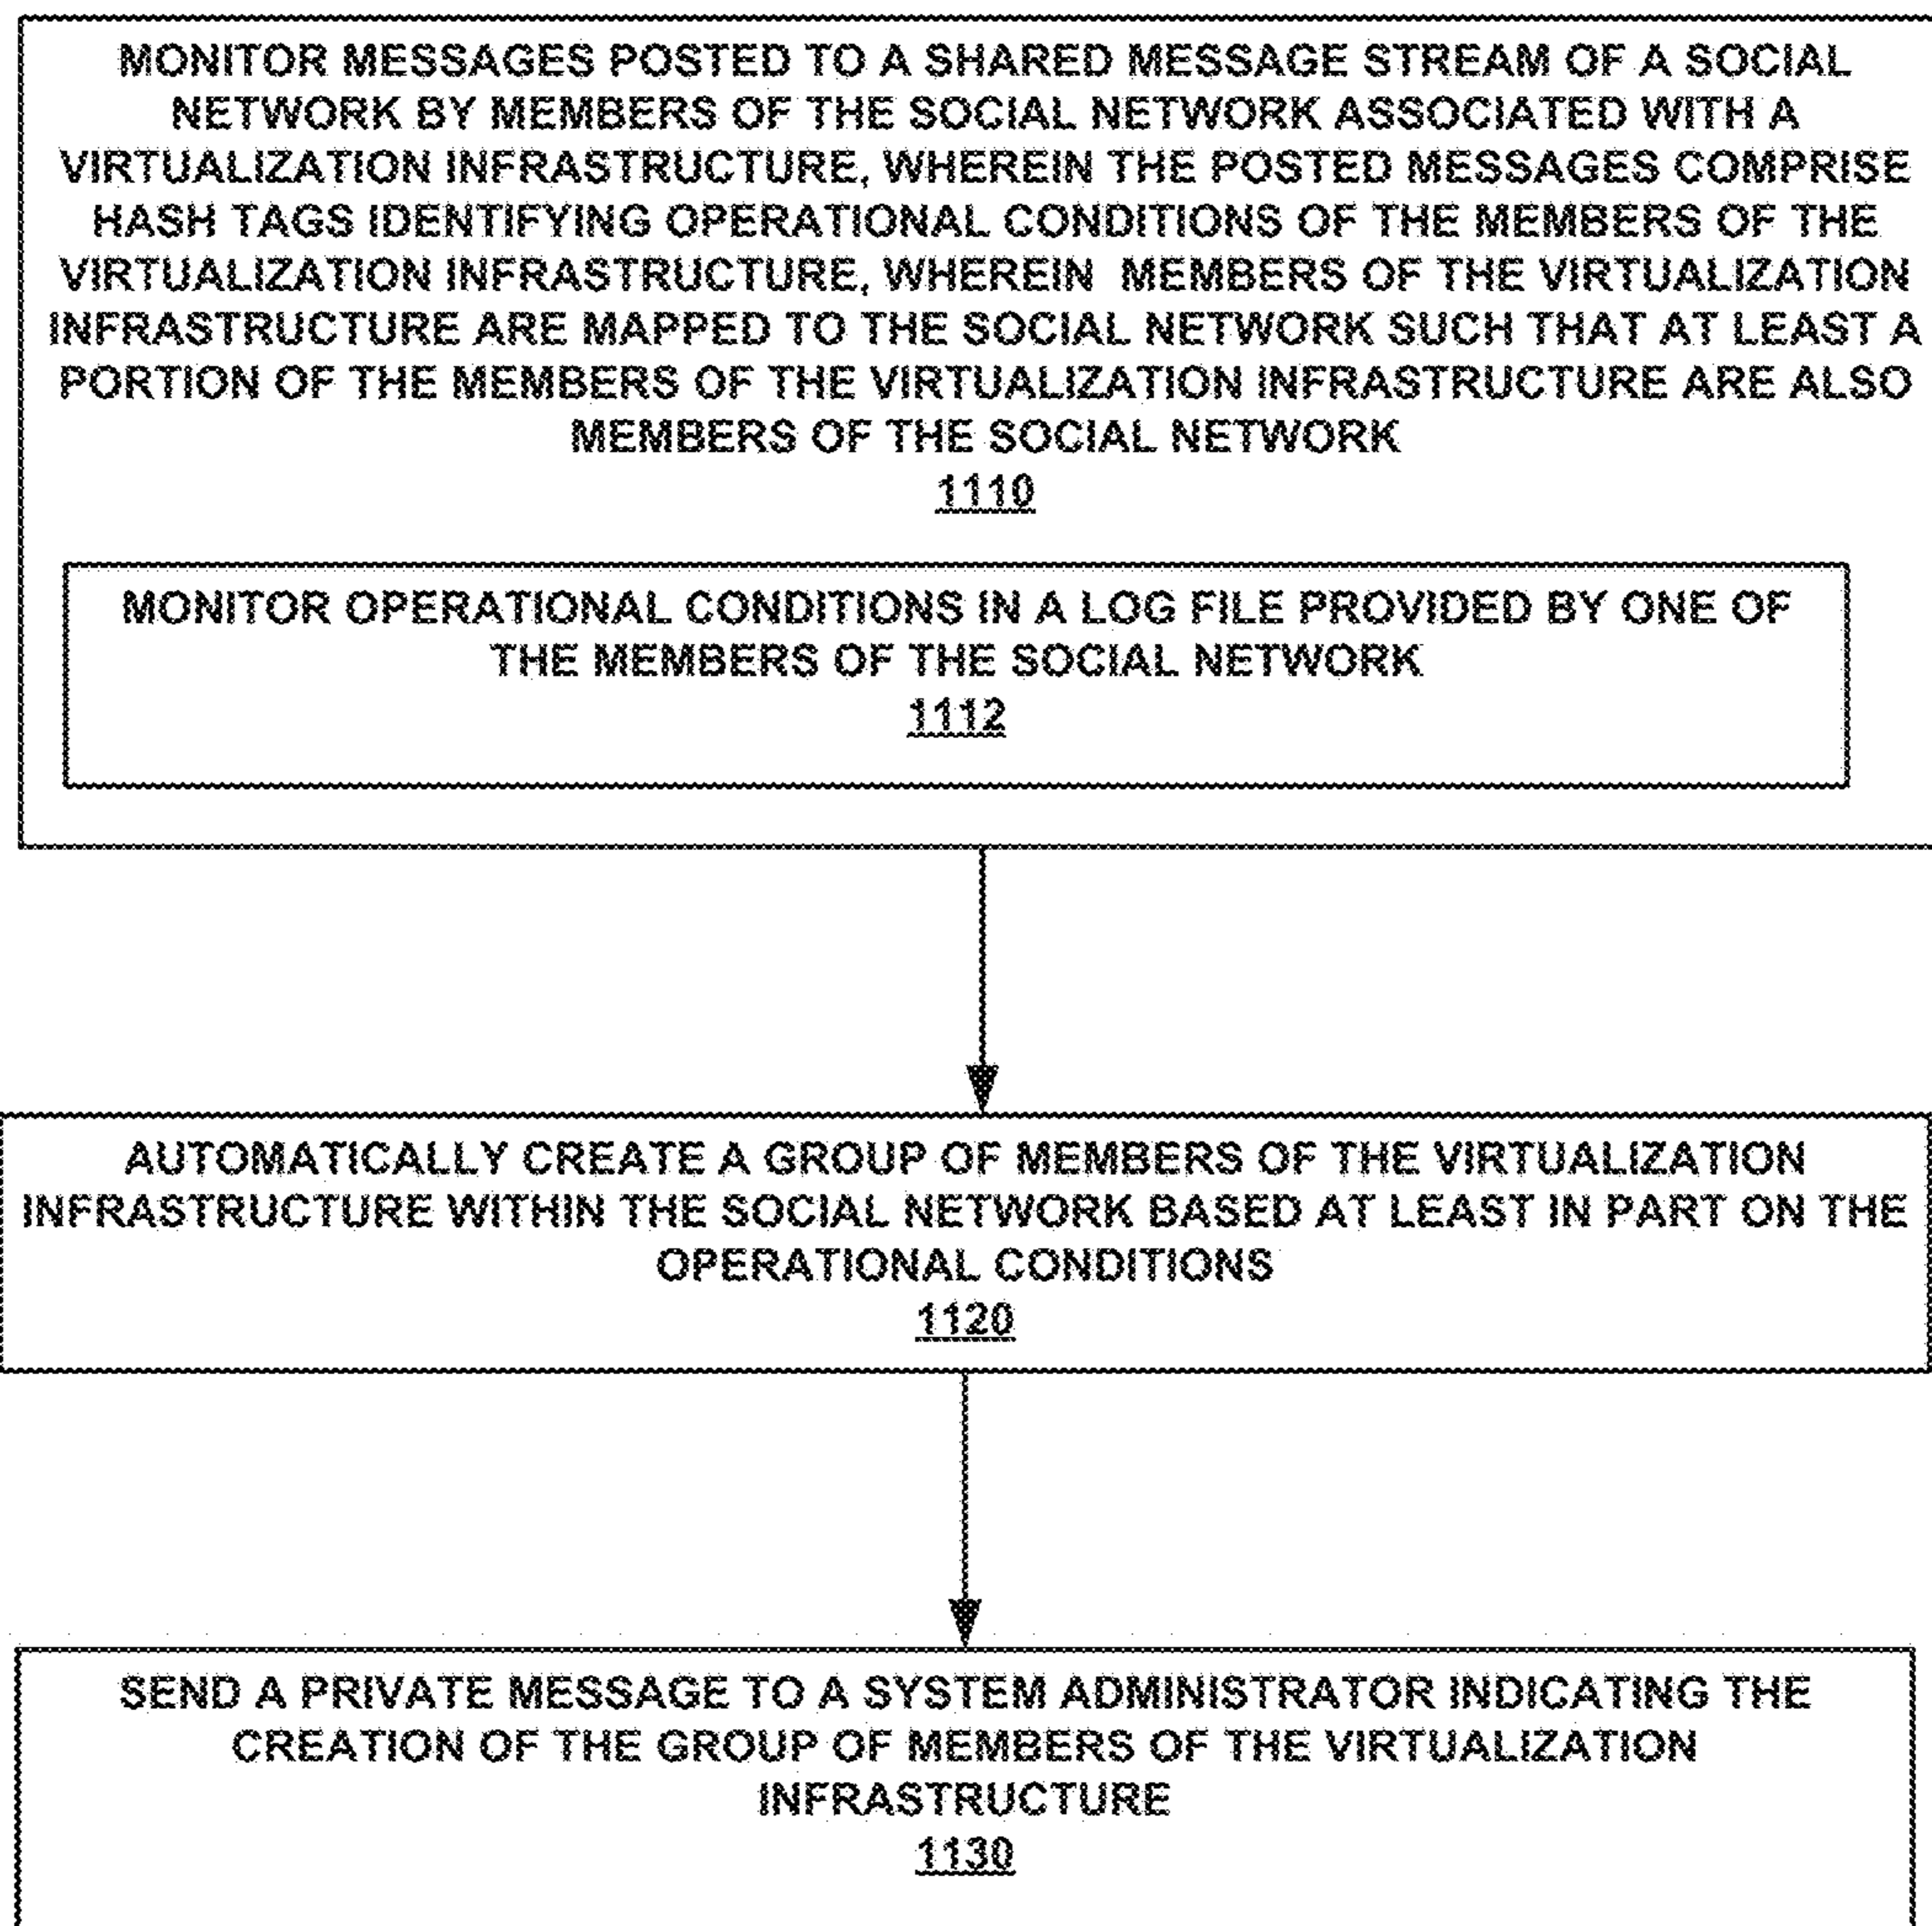 MONITOR MESSAGES POSTED TO A SHARED MESSAGE STREAM OF A SOCIAL
NETWORK BY MEMBERS OF THE SOCIAL NETWORK ASSOCIATED WITH A
VIRTUALIZATION INFRASTRUCTURE, WHEREIN THE POSTED MESSAGES COMPRISE
HASH TAGS IDENTIFYING OPERATIONAL CONDITIONS OF THE MEMBERS OF THE
VIRTUALIZATION INFRASTRUCTURE, WHEREIN MEMBERS OF THE VIRTUALIZATION
INFRASTRUCTURE ARE MAPPED TO THE SOCIAL NETWORK SUCH THAT AT LEAST A
PORTION OF THE MEMBERS OF THE VIRTUALIZATION INFRASTRUCTURE ARE ALSO
MEMBERS OF THE SOCIAL NETWORK
1110
MONITOR OPERATIONAL CONDITIONS IN A LOG FILE PROVIDED BY ONE OF
THE MEMBERS OF THE SOCIAL NETWORK
1112
AUTOMATICALLY CREATE A GROUP OF MEMBERS OF THE VIRTUALIZATION
INFRASTRUCTURE WITHIN THE SOCIAL NETWORK BASED AT LEAST IN PART ON THE
OPERATIONAL CONDITIONS
1120
SEND A PRIVATE MESSAGE TO A SYSTEM ADMINISTRATOR INDICATING THE
CREATION OF THE GROUP OF MEMBERS OF THE VIRTUALIZATION
INFRASTRUCTURE
1130